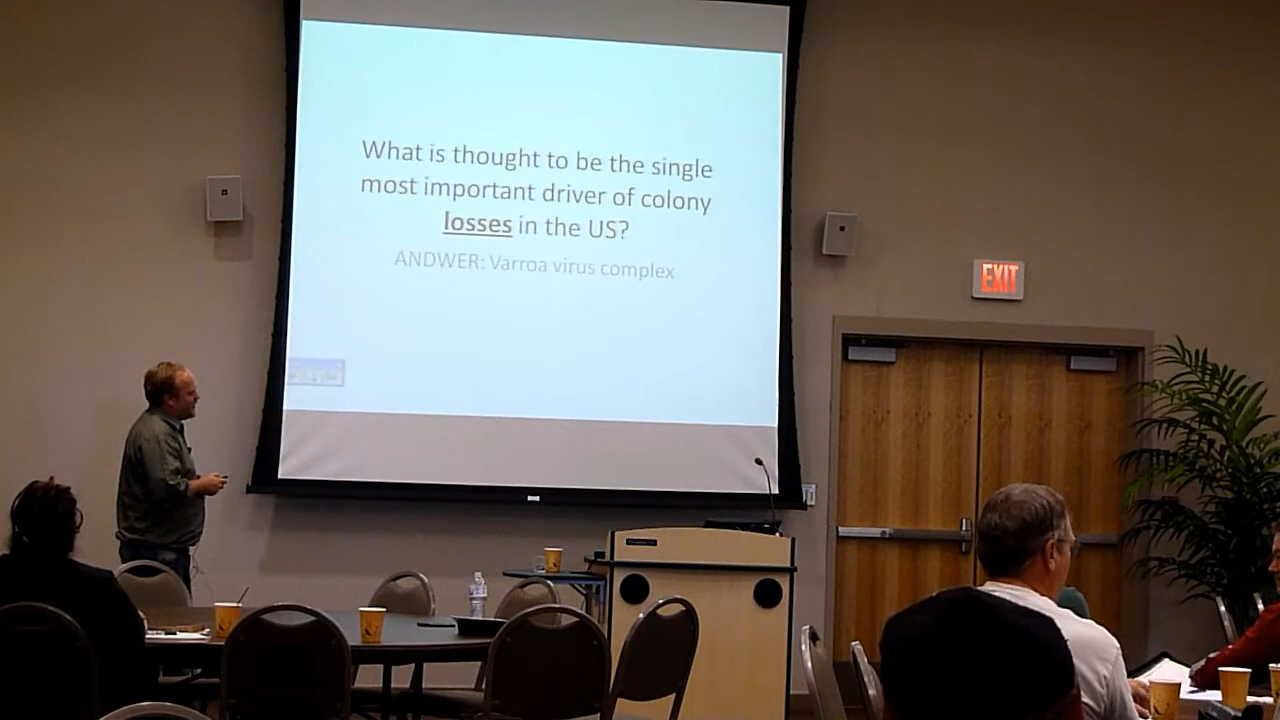 What is thought to be the single
most important driver of colony
losses in the US?
ANDWER: Varroa virus complex
EXIT